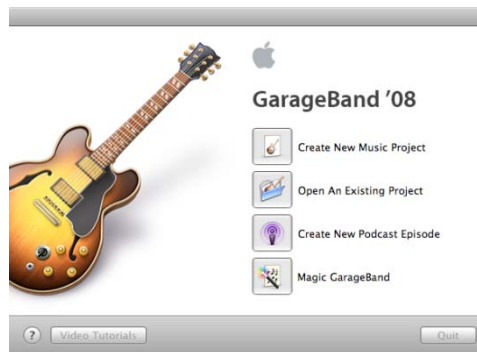 GarageBand ’08
Create New Music Project
Open An Existing Project
Create New Podcast Episode
Magic GarageBand
? Video Tutorials Quit